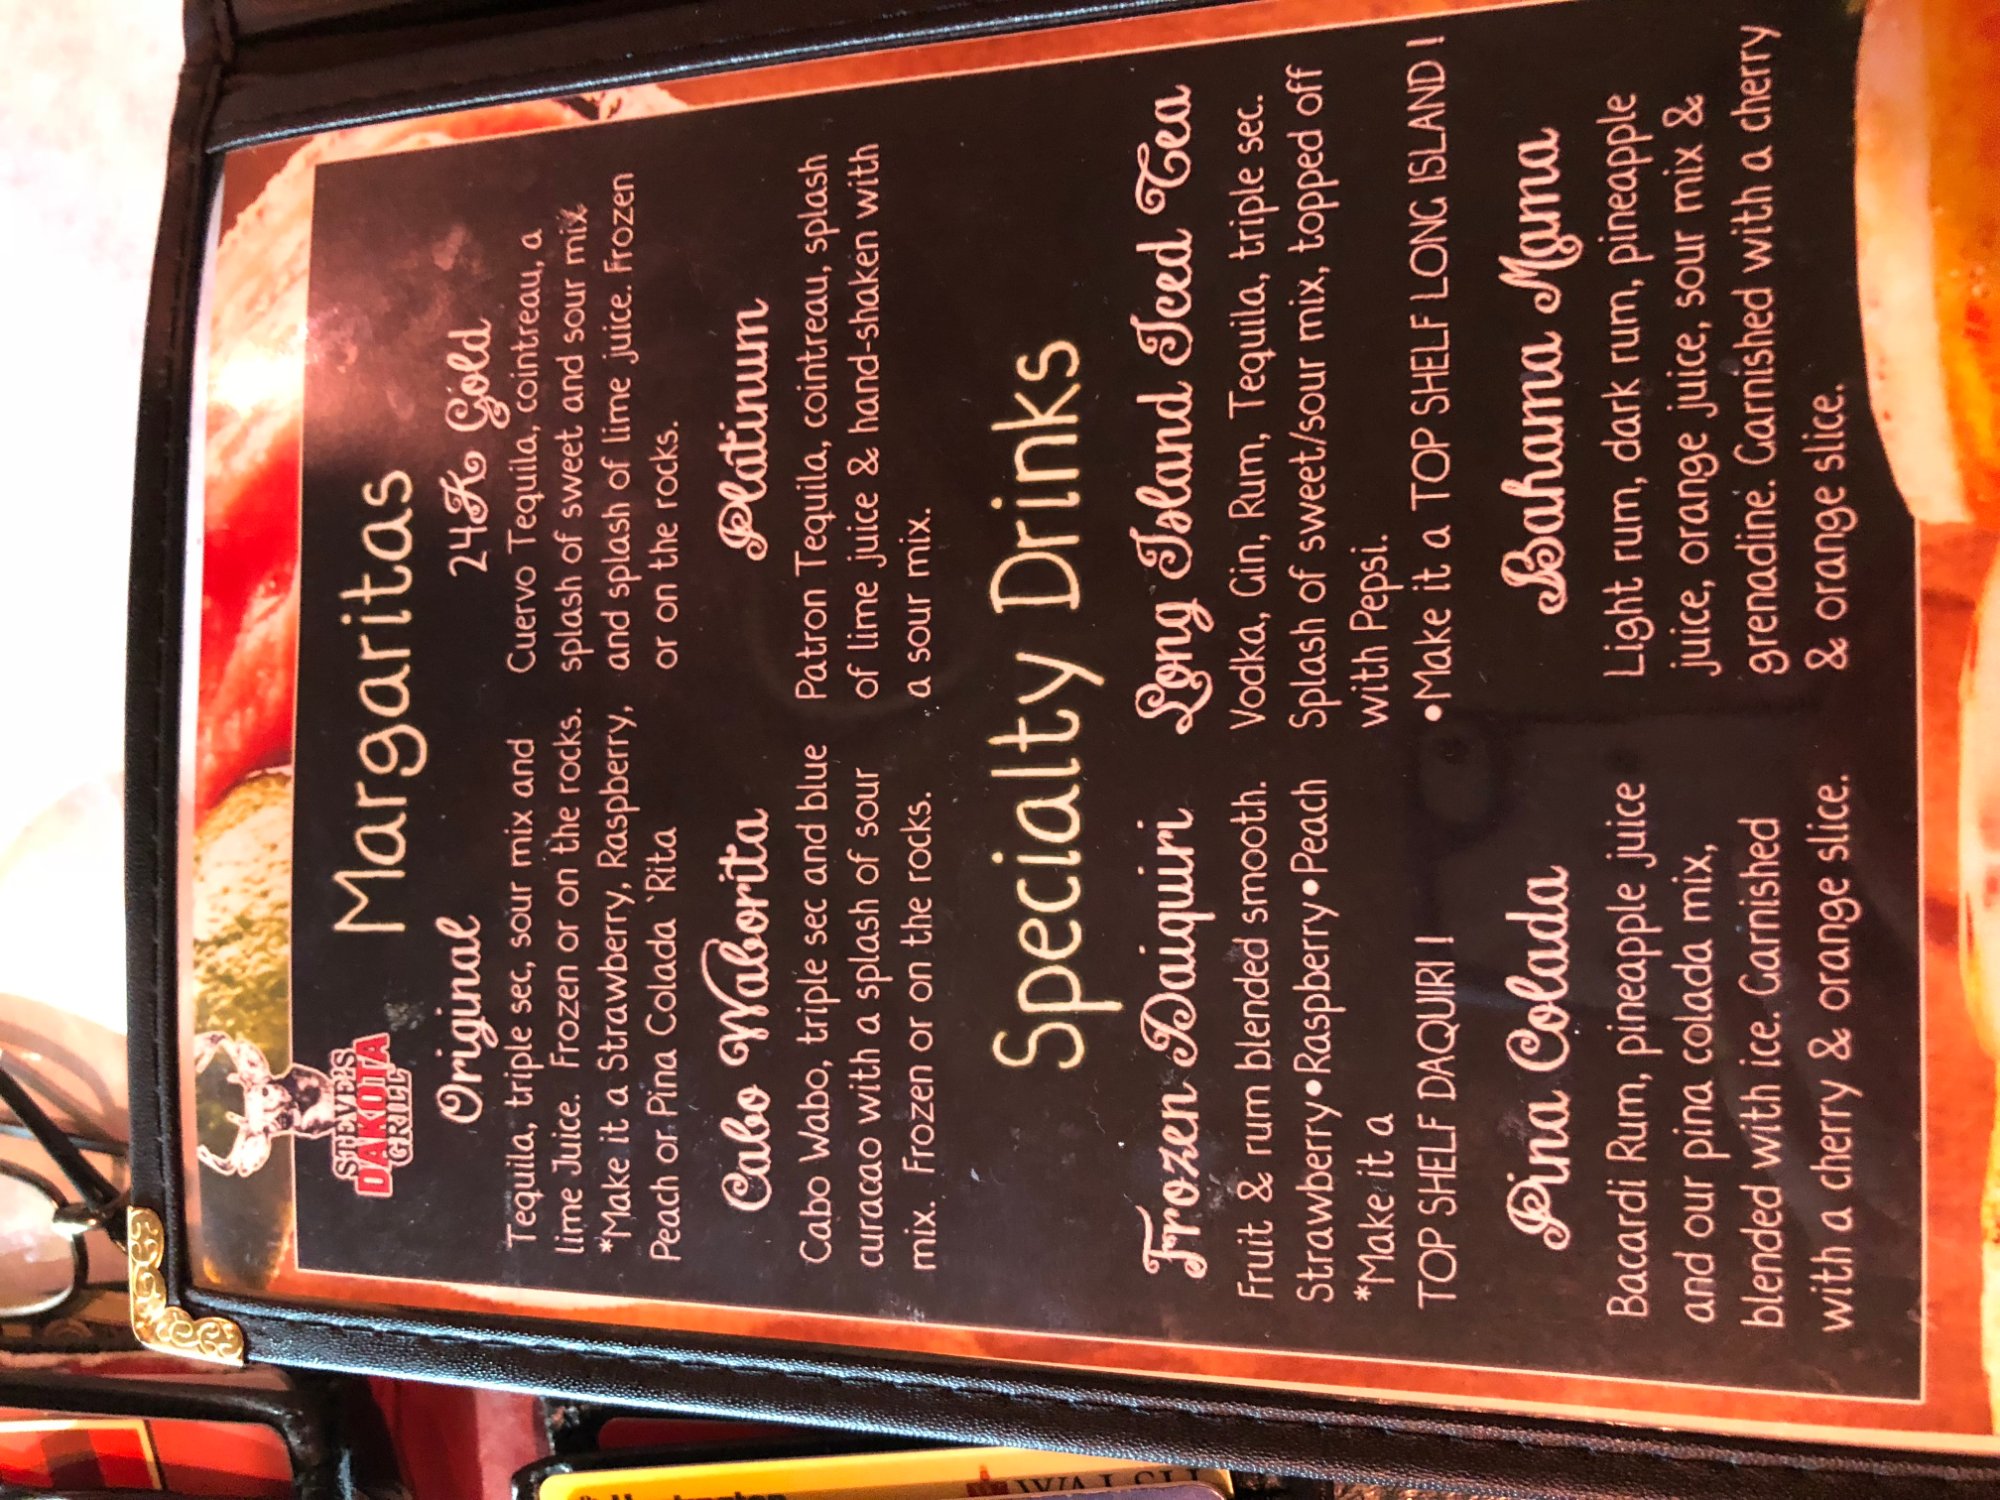 STEVE'S
DAKOTA
GRILL
Margaritas
Original
Tequila, triple sec, sour mix and
lime Juice. Frozen or on the rocks.
*Make it a Strawberry, Raspberry,
Peach or Pina Colada 'Rita
24K Gold
Cuervo Tequila, cointreau, a
splash of sweet and sour mix
and splash of lime juice. Frozen
or on the rocks.
Cabo Waborita
Cabo Wabo, triple sec and blue
curacao with a splash of sour
mix. Frozen or on the rocks.
Platinum
Patron Tequila, cointreau, splash
of lime juice & hand-shaken with
a sour mix.
Specialty Drinks
Frozen Daiquiri
Fruit & rum blended smooth.
Strawberry•Raspberry•Peach
*Make it a
TOP SHELF DAQUIRI !
Long Island Iced Tea
Vodka, Gin, Rum, Tequila, triple sec.
Splash of sweet/sour mix, topped off
with Pepsi.
•Make it a TOP SHELF LONG ISLAND !
Pina Colada
Bacardi Rum, pineapple juice
and our pina colada mix,
blended with ice. Garnished
with a cherry & orange slice.
Bahama Mama
Light rum, dark rum, pineapple
juice, orange juice, sour mix &
grenadine. Garnished with a cherry
& orange slice.